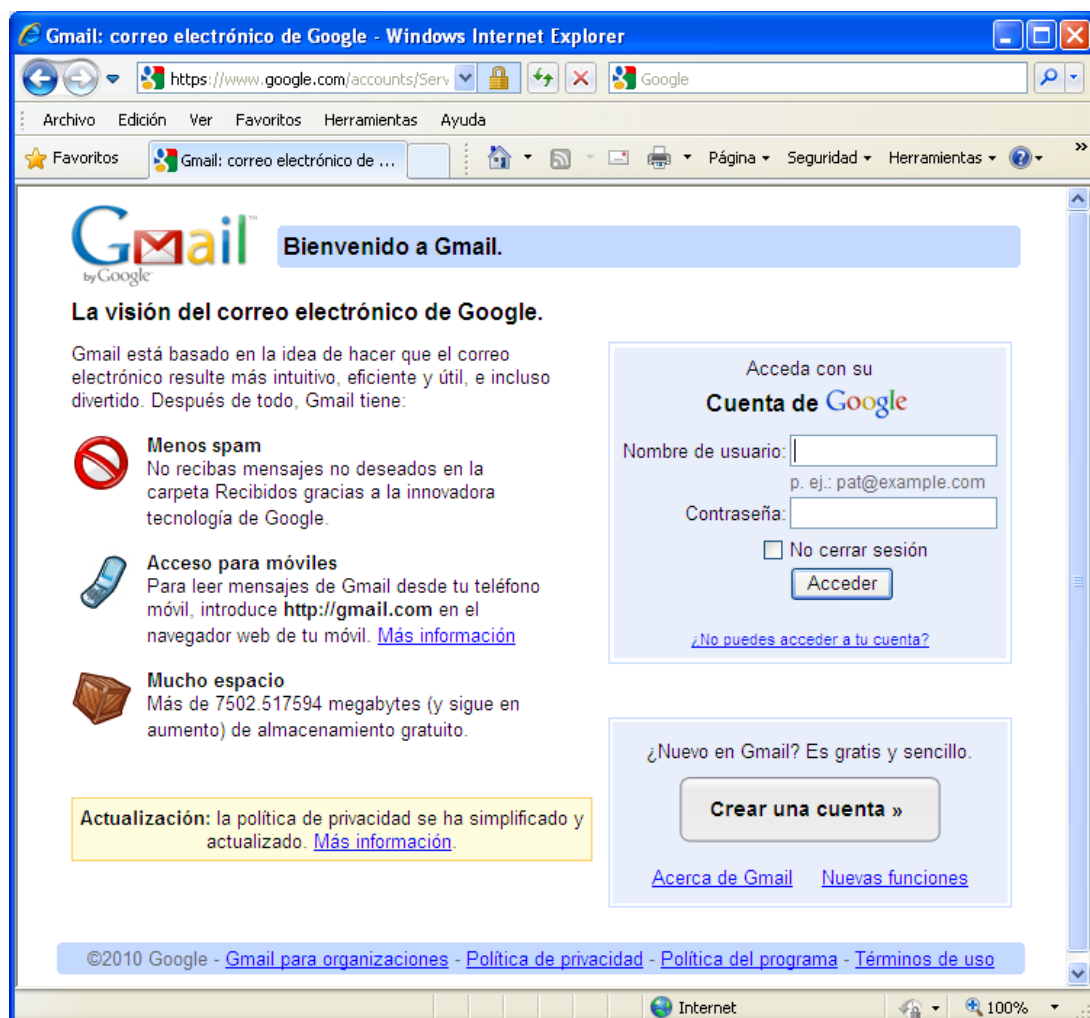 Gmail: correo electrónico de Google - Windows Internet Explorer
https://www.google.com/accounts/Serv
Google
Archivo Edición Ver Favoritos Herramientas Ayuda
Favoritos
Gmail: correo electrónico de ...
Página Seguridad Herramientas »
Gmail™
by Google
Bienvenido a Gmail.
La visión del correo electrónico de Google.
Gmail está basado en la idea de hacer que el correo
electrónico resulte más intuitivo, eficiente y útil, e incluso
divertido. Después de todo, Gmail tiene:
Menos spam
No recibas mensajes no deseados en la
carpeta Recibidos gracias a la innovadora
tecnología de Google.
Acceso para móviles
Para leer mensajes de Gmail desde tu teléfono
móvil, introduce http://gmail.com en el
navegador web de tu móvil. Más información
Mucho espacio
Más de 7502.517594 megabytes (y sigue en
aumento) de almacenamiento gratuito.
Actualización: la política de privacidad se ha simplificado y
actualizado. Más información.
Acceda con su
Cuenta de Google
Nombre de usuario:
p. ej.: pat@example.com
Contraseña:
No cerrar sesión
Acceder
¿No puedes acceder a tu cuenta?
¿Nuevo en Gmail? Es gratis y sencillo.
Crear una cuenta »
Acerca de Gmail Nuevas funciones
©2010 Google - Gmail para organizaciones - Política de privacidad - Política del programa - Términos de uso
Internet
100%